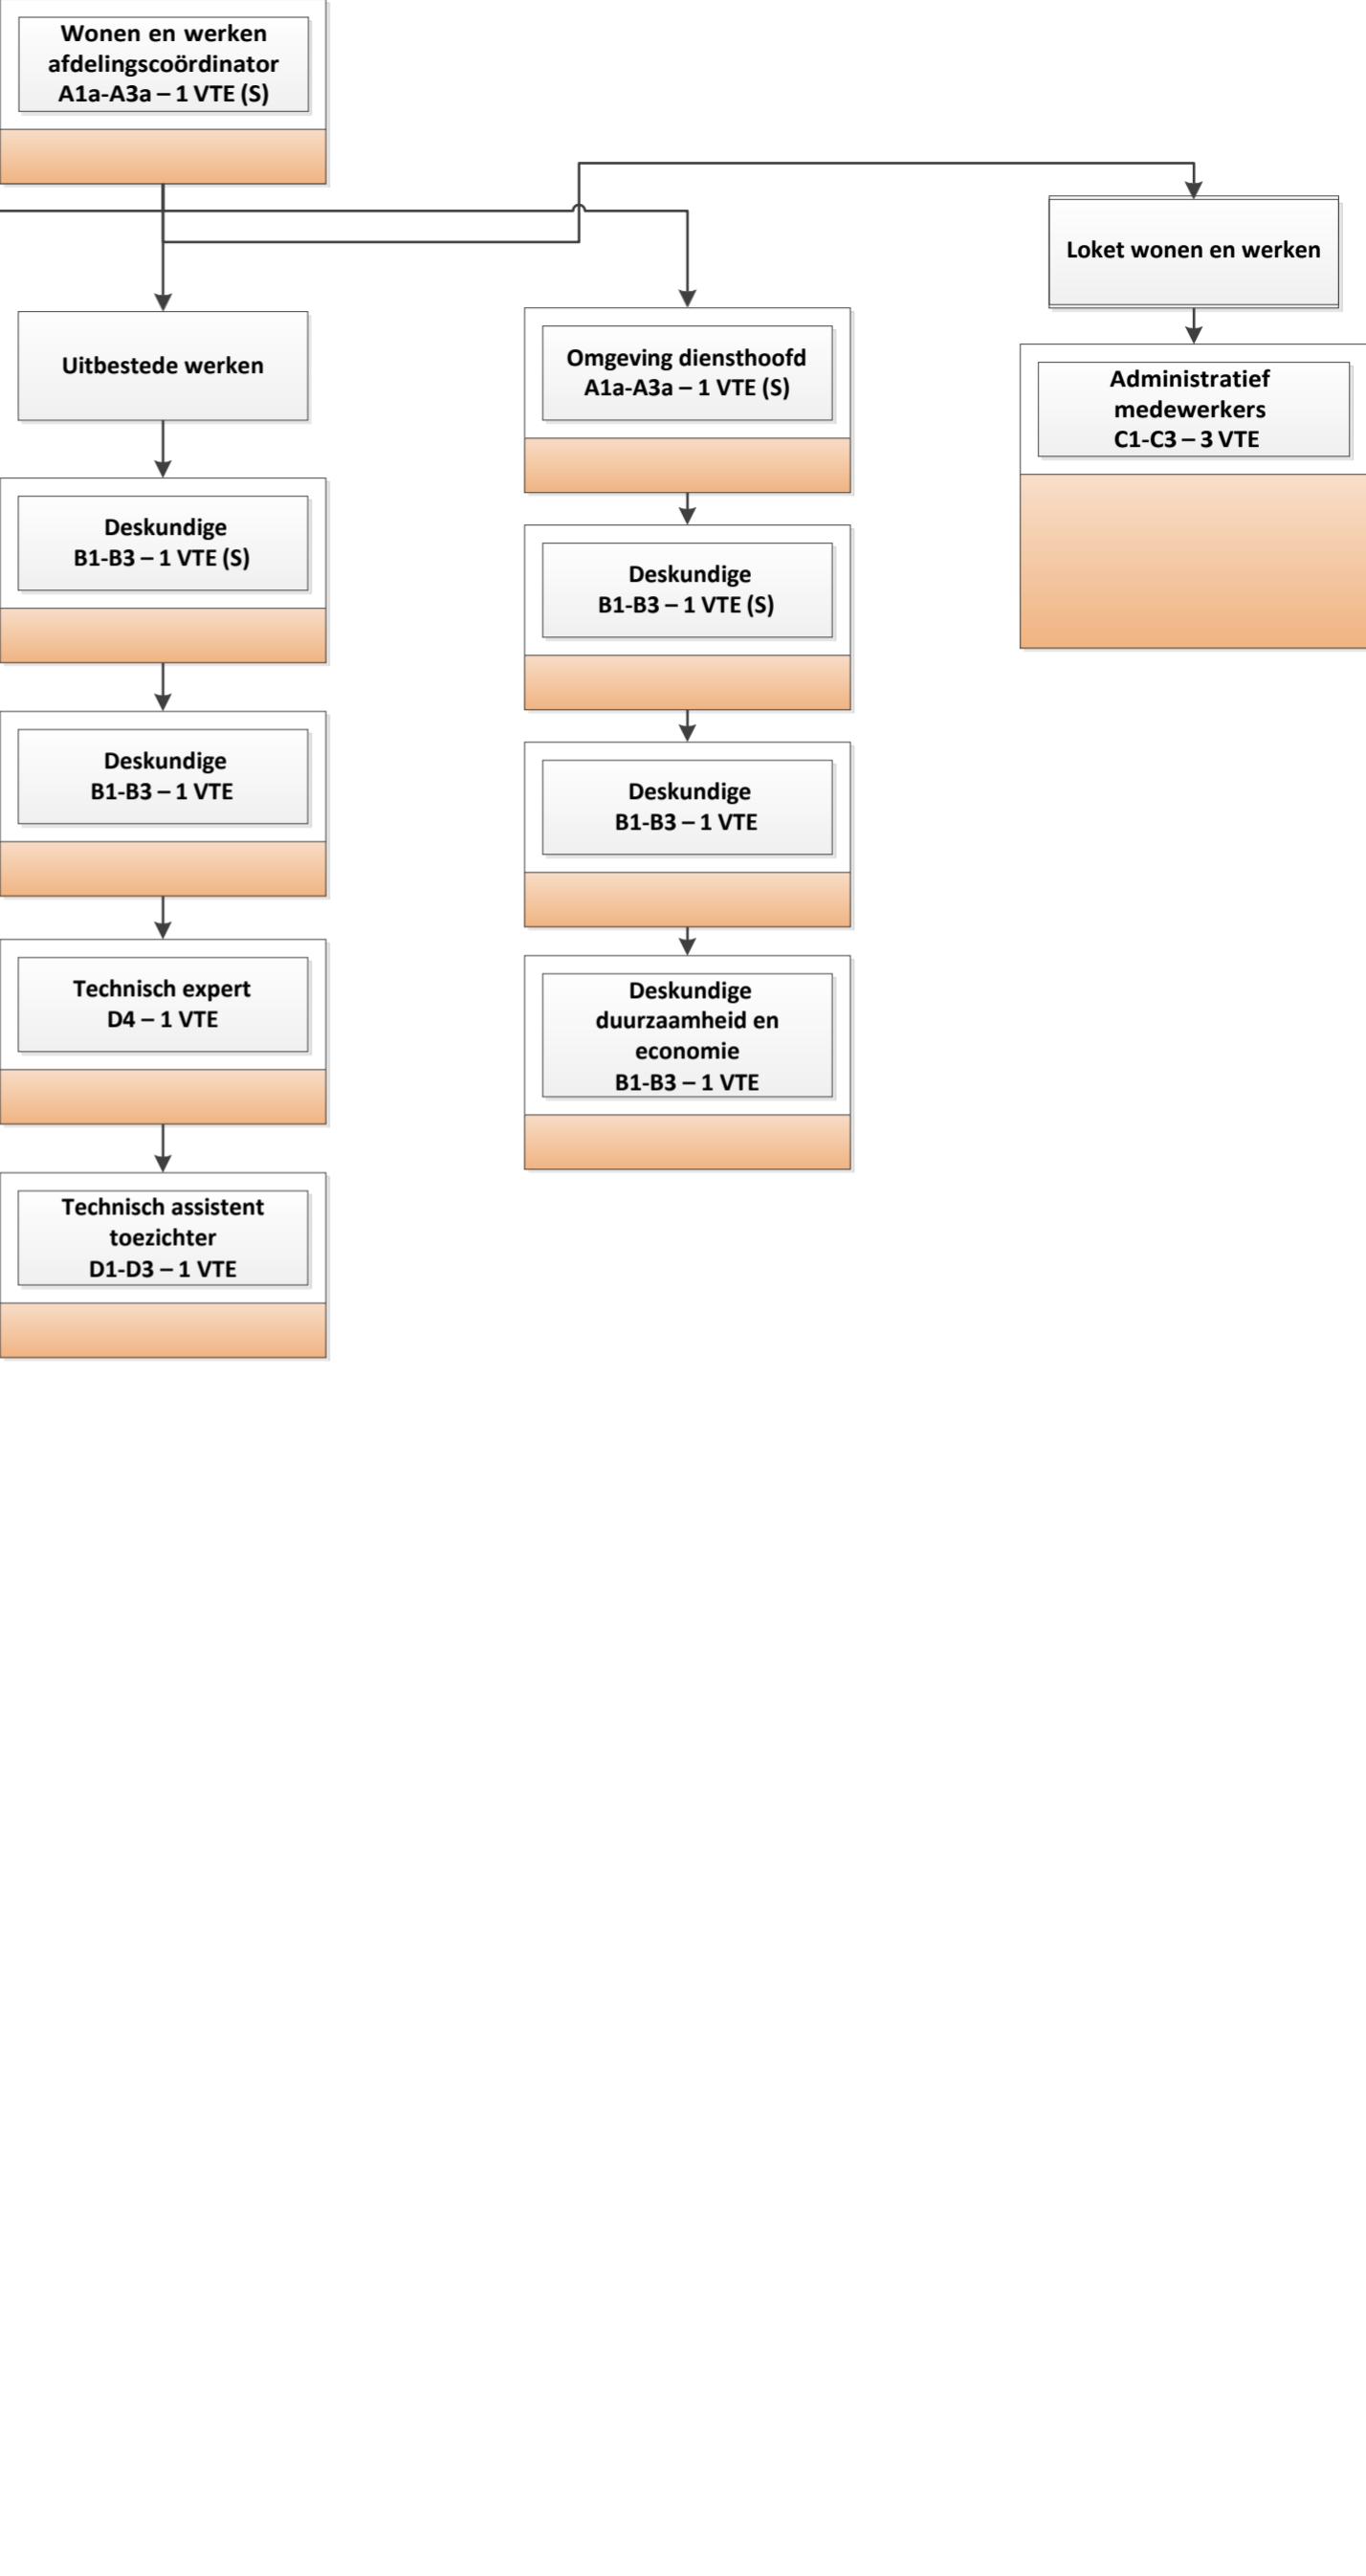 Wonen en werken
afdelingscoördinator
A1a-A3a – 1 VTE (S)
Uitbestede werken
Deskundige
B1-B3 – 1 VTE (S)
Deskundige
B1-B3 – 1 VTE
Technisch expert
D4 – 1 VTE
Technisch assistent
toezichter
D1-D3 – 1 VTE
Omgeving diensthoofd
A1a-A3a – 1 VTE (S)
Deskundige
B1-B3 – 1 VTE (S)
Deskundige
B1-B3 – 1 VTE
Deskundige
duurzaamheid en
economie
B1-B3 – 1 VTE
Loket wonen en werken
Administratief
medewerkers
C1-C3 – 3 VTE